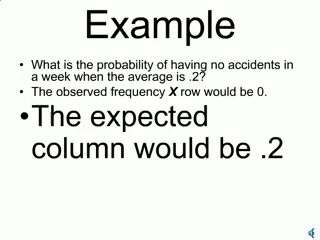 Example
• What is the probability of having no accidents in
a week when the average is .2?
• The observed frequency X row would be 0.
•The expected
column would be .2